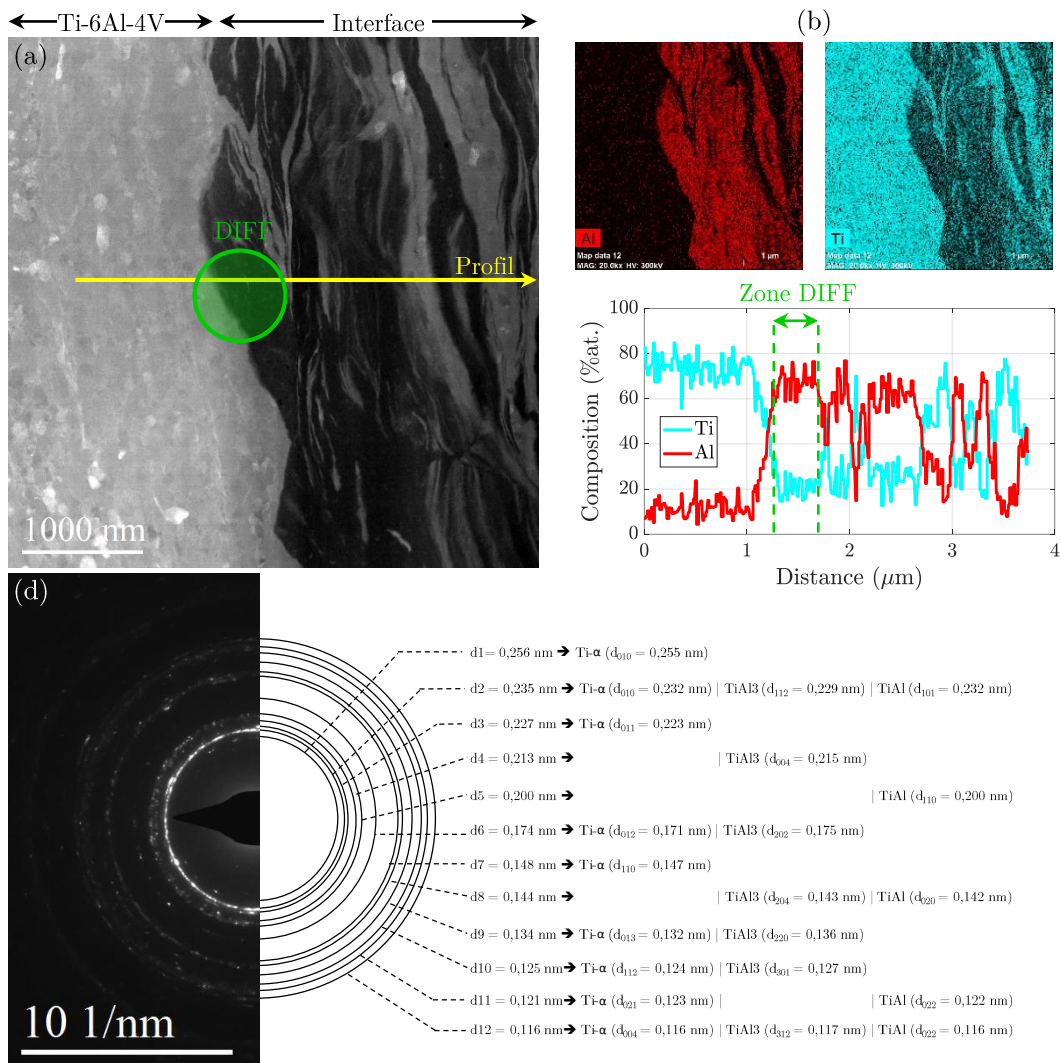 Ti-6Al-4V Interface
(a)
DIFF
Profil
1000 nm
(b)
Al
Map data 12
MAG: 20.0kx HV: 300kV
1 µm
Ti
Map data 12
MAG: 20.0kx HV: 300kV
1 µm
Zone DIFF
Composition (%at.)
100
80
60
40
20
0
Ti
Al
0 1 2 3 4
Distance (µm)
(d)
10 1/nm
d1= 0,256 nm ➔ Ti-α (d010 = 0,255 nm)
d2 = 0,235 nm ➔ Ti-α (d010 = 0,232 nm) | TiAl3 (d112 = 0,229 nm) | TiAl (d101 = 0,232 nm)
d3 = 0,227 nm ➔ Ti-α (d011 = 0,223 nm)
d4 = 0,213 nm ➔ | TiAl3 (d004 = 0,215 nm)
d5 = 0,200 nm ➔ | TiAl (d110 = 0,200 nm)
d6 = 0,174 nm ➔ Ti-α (d012 = 0,171 nm) | TiAl3 (d202 = 0,175 nm)
d7 = 0,148 nm ➔ Ti-α (d110 = 0,147 nm)
d8 = 0,144 nm ➔ | TiAl3 (d204 = 0,143 nm) | TiAl (d020 = 0,142 nm)
d9 = 0,134 nm ➔ Ti-α (d013 = 0,132 nm) | TiAl3 (d220 = 0,136 nm)
d10 = 0,125 nm ➔ Ti-α (d112 = 0,124 nm) | TiAl3 (d301 = 0,127 nm)
d11 = 0,121 nm ➔ Ti-α (d021 = 0,123 nm) | | TiAl (d022 = 0,122 nm)
d12 = 0,116 nm ➔ Ti-α (d004 = 0,116 nm) | TiAl3 (d312 = 0,117 nm) | TiAl (d022 = 0,116 nm)